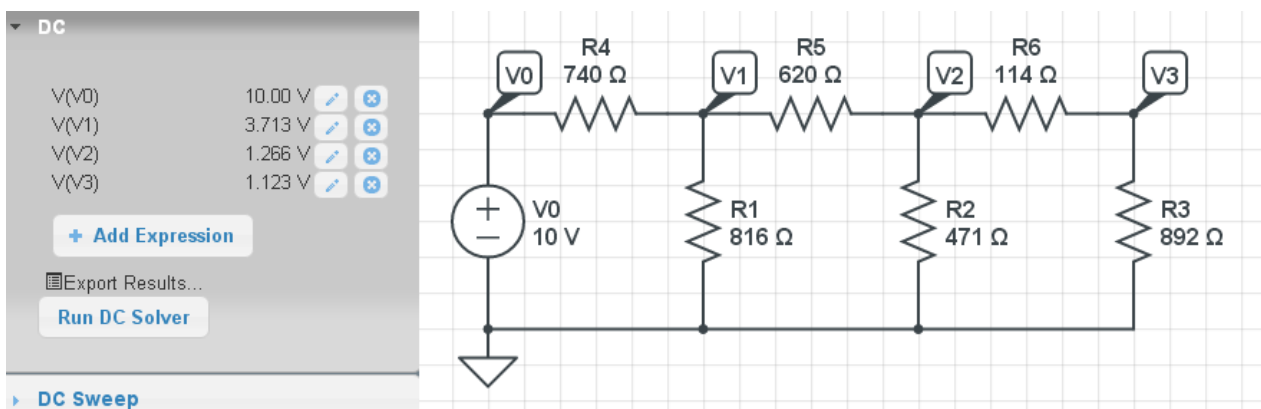 DC
V(V0) 10.00 V
V(V1) 3.713 V
V(V2) 1.266 V
V(V3) 1.123 V
+ Add Expression
Export Results...
Run DC Solver
DC Sweep
V0
R4
740 Ω
V1
R5
620 Ω
V2
R6
114 Ω
V3
V0
10 V
R1
816 Ω
R2
471 Ω
R3
892 Ω